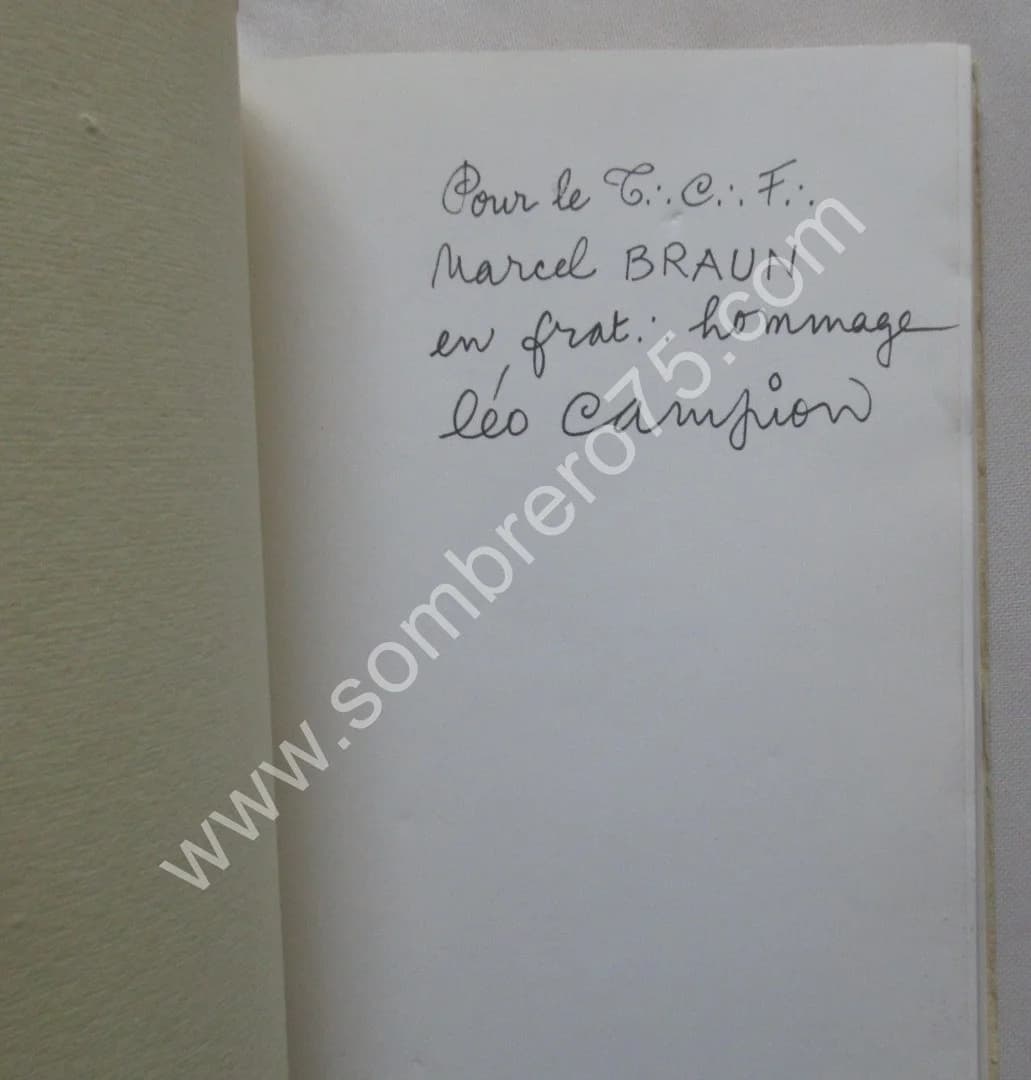 Pour le T∴ C∴ F∴
Marcel BRAUN
en frat∴ hommage
léo Campion
www.sombrero75.com